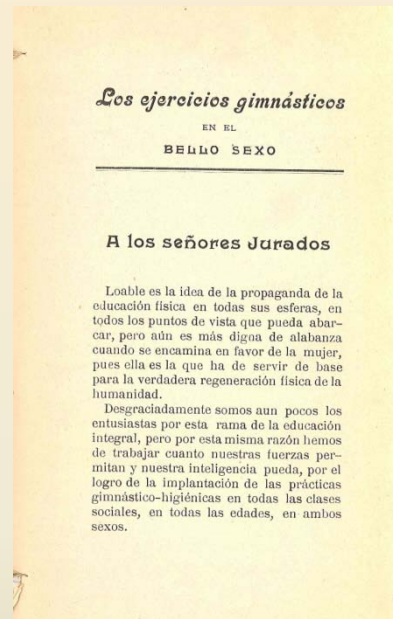 Los ejercicios gimnásticos
EN EL
BELLO SEXO
A los señores Jurados
Loable es la idea de la propaganda de la
educación física en todas sus esferas, en
todos los puntos de vista que pueda abar-
car, pero aún es más digna de alabanza
cuando se encamina en favor de la mujer,
pues ella es la que ha de servir de base
para la verdadera regeneración física de la
humanidad.
Desgraciadamente somos aun pocos los
entusiastas por esta rama de la educación
integral, pero por esta misma razón hemos
de trabajar cuanto nuestras fuerzas per-
mitan y nuestra inteligencia pueda, por el
logro de la implantación de las prácticas
gimnástico-higiénicas en todas las clases
sociales, en todas las edades, en ambos
sexos.